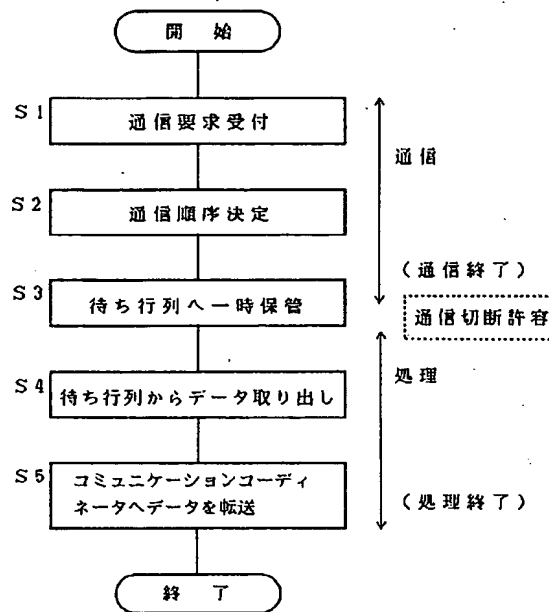 開始
S1
通信要求受付
通信
S2
通信順序決定
(通信終了)
S3
待ち行列へ一時保管
通信切断許容
処理
S4
待ち行列からデータ取り出し
S5
コミュニケーションコーディ
ネータへデータを転送
(処理終了)
終了